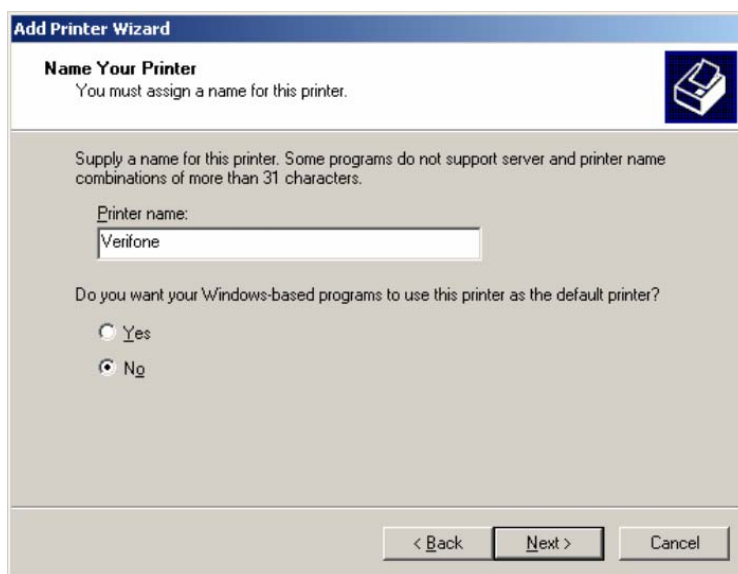 Add Printer Wizard
Name Your Printer
You must assign a name for this printer.
Supply a name for this printer. Some programs do not support server and printer name
combinations of more than 31 characters.
Printer name:
Verifone
Do you want your Windows-based programs to use this printer as the default printer?
Yes
No
< Back Next > Cancel